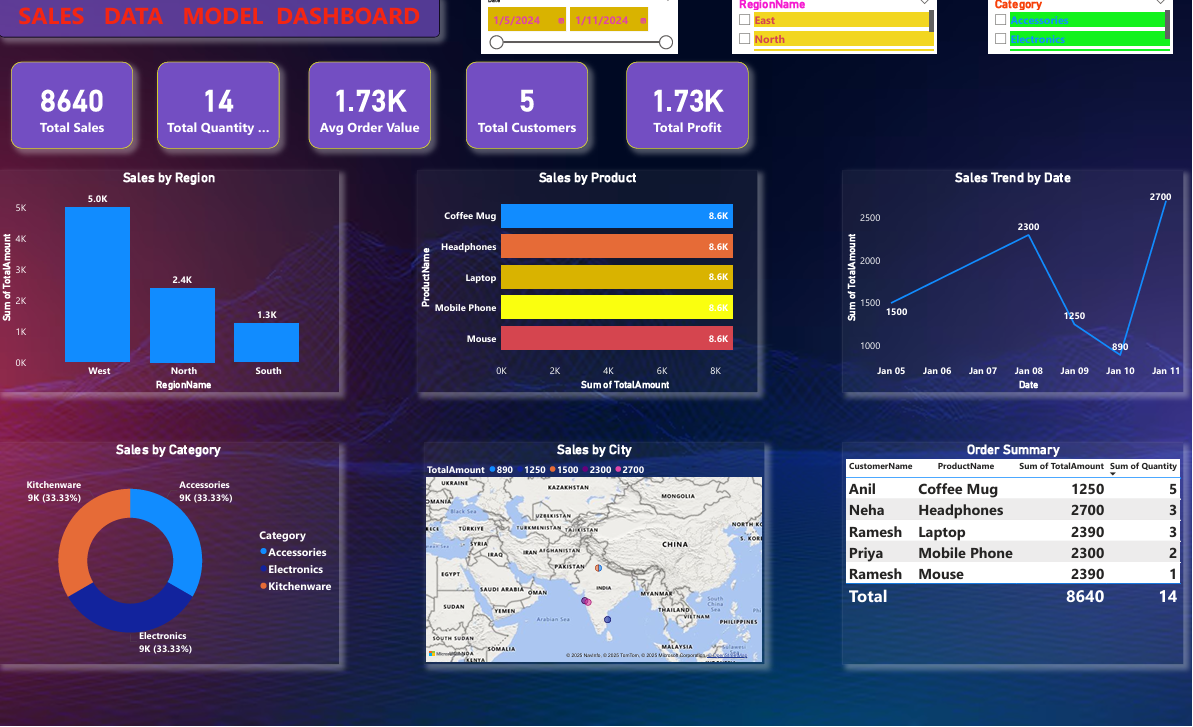 SALES DATA MODEL DASHBOARD
1/5/2024 1/11/2024
RegionName
East
North
Category
Accessories
Electronics
8640
Total Sales
14
Total Quantity ...
1.73K
Avg Order Value
5
Total Customers
1.73K
Total Profit
Sales by Region
Sum of TotalAmount
5K
4K
3K
2K
1K
0K
5.0K
2.4K
1.3K
West North South
RegionName
Sales by Product
ProductName
Coffee Mug 8.6K
Headphones 8.6K
Laptop 8.6K
Mobile Phone 8.6K
Mouse 8.6K
0K 2K 4K 6K 8K
Sum of TotalAmount
Sales Trend by Date
Sum of TotalAmount
2500
2000
1500
1000
1500
2300
1250
890
2700
Jan 05 Jan 06 Jan 07 Jan 08 Jan 09 Jan 10 Jan 11
Date
Sales by Category
Kitchenware
9K (33.33%)
Accessories
9K (33.33%)
Electronics
9K (33.33%)
Category
Accessories
Electronics
Kitchenware
Sales by City
TotalAmount 890 1250 1500 2300 2700
UKRAINE
KAZAKHSTAN
MONGOLIA
Black Sea
UZBEKISTAN
TÜRKİYE
TURKMENISTAN
TAJIKISTAN
SYRIA
IRAQ
IRAN
AFGHANISTAN
CHINA
PAKISTAN
EGYPT
SAUDI ARABIA
OMAN
INDIA
MYANMAR
SUDAN
YEMEN
Arabian Sea
THAILAND
VIETNAM
South
China
Sea
PHILIPPINES
SOUTH SUDAN
SOMALIA
MALAYSIA
KENYA
© 2025 NavInfo, © 2025 TomTom, © 2025 Microsoft Corporation
Order Summary
CustomerName ProductName Sum of TotalAmount Sum of Quantity
Anil Coffee Mug 1250 5
Neha Headphones 2700 3
Ramesh Laptop 2390 3
Priya Mobile Phone 2300 2
Ramesh Mouse 2390 1
Total 8640 14